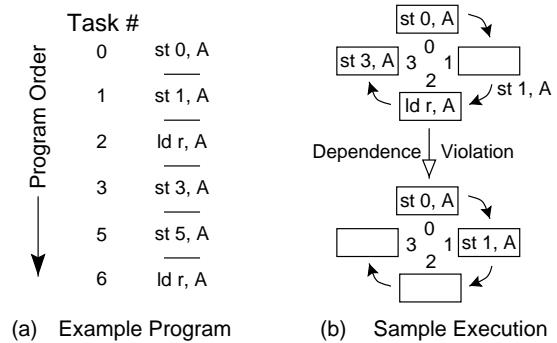 Task #
Program Order
0 st 0, A
1 st 1, A
2 ld r, A
3 st 3, A
5 st 5, A
6 ld r, A
(a) Example Program
st 0, A
0
st 3, A 3 1
2
st 1, A
ld r, A
Dependence Violation
st 0, A
0
3 1 st 1, A
2
(b) Sample Execution